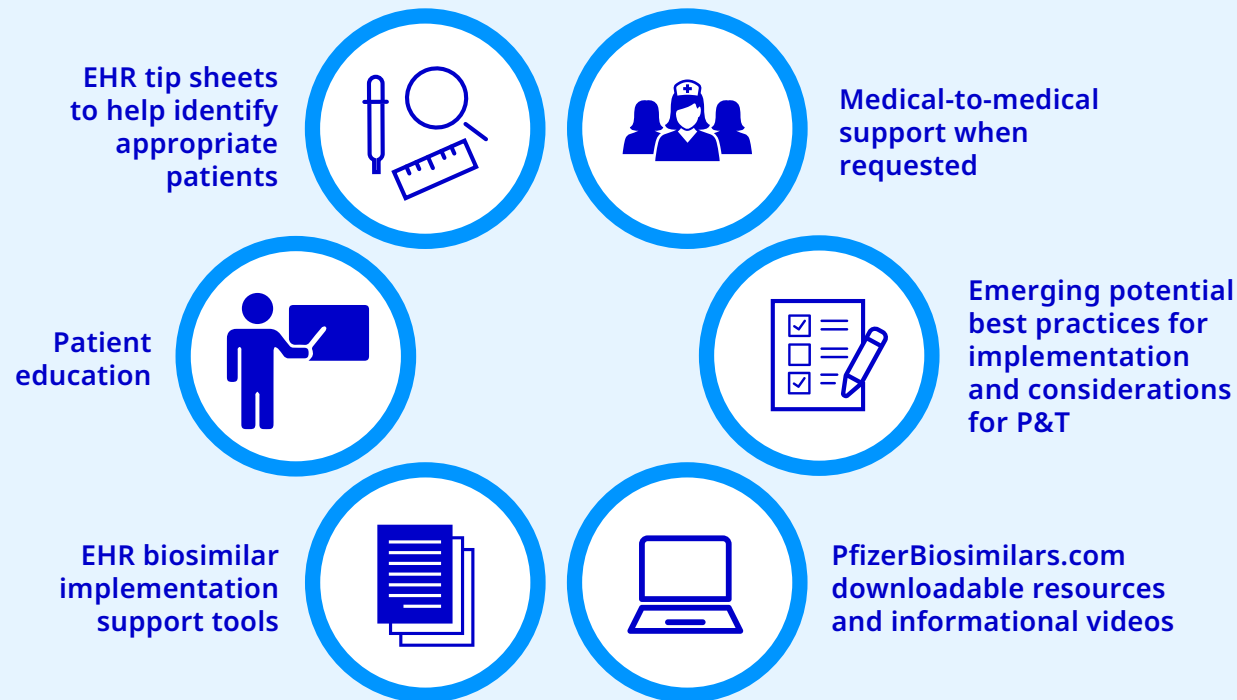 EHR tip sheets
to help identify
appropriate
patients
Medical-to-medical
support when
requested
Patient
education
Emerging potential
best practices for
implementation
and considerations
for P&T
EHR biosimilar
implementation
support tools
PfizerBiosimilars.com
downloadable resources
and informational videos